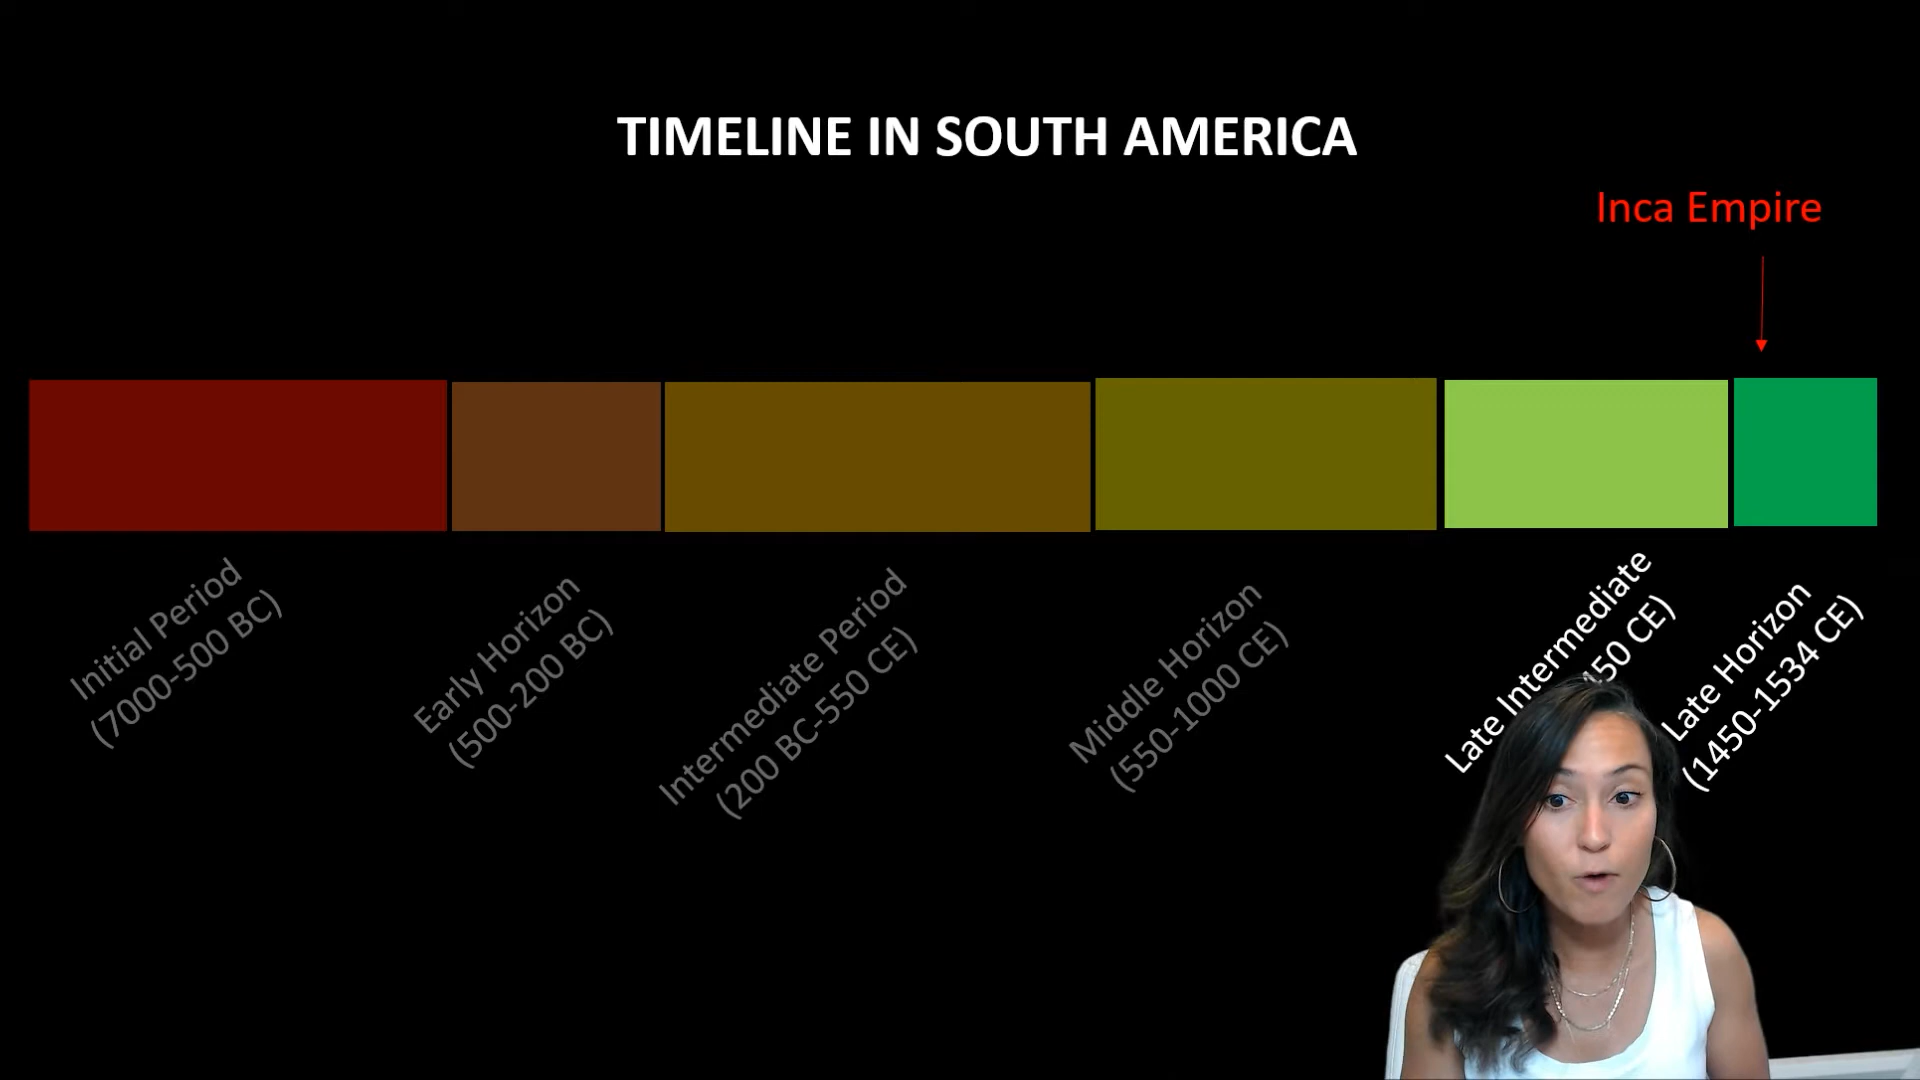 TIMELINE IN SOUTH AMERICA
Inca Empire
Initial Period
(7000-500 BC)
Early Horizon
(500-200 BC)
Intermediate Period
(200 BC-550 CE)
Middle Horizon
(550-1000 CE)
Late Intermediate
CE)
Late Horizon
(1450-1534 CE)